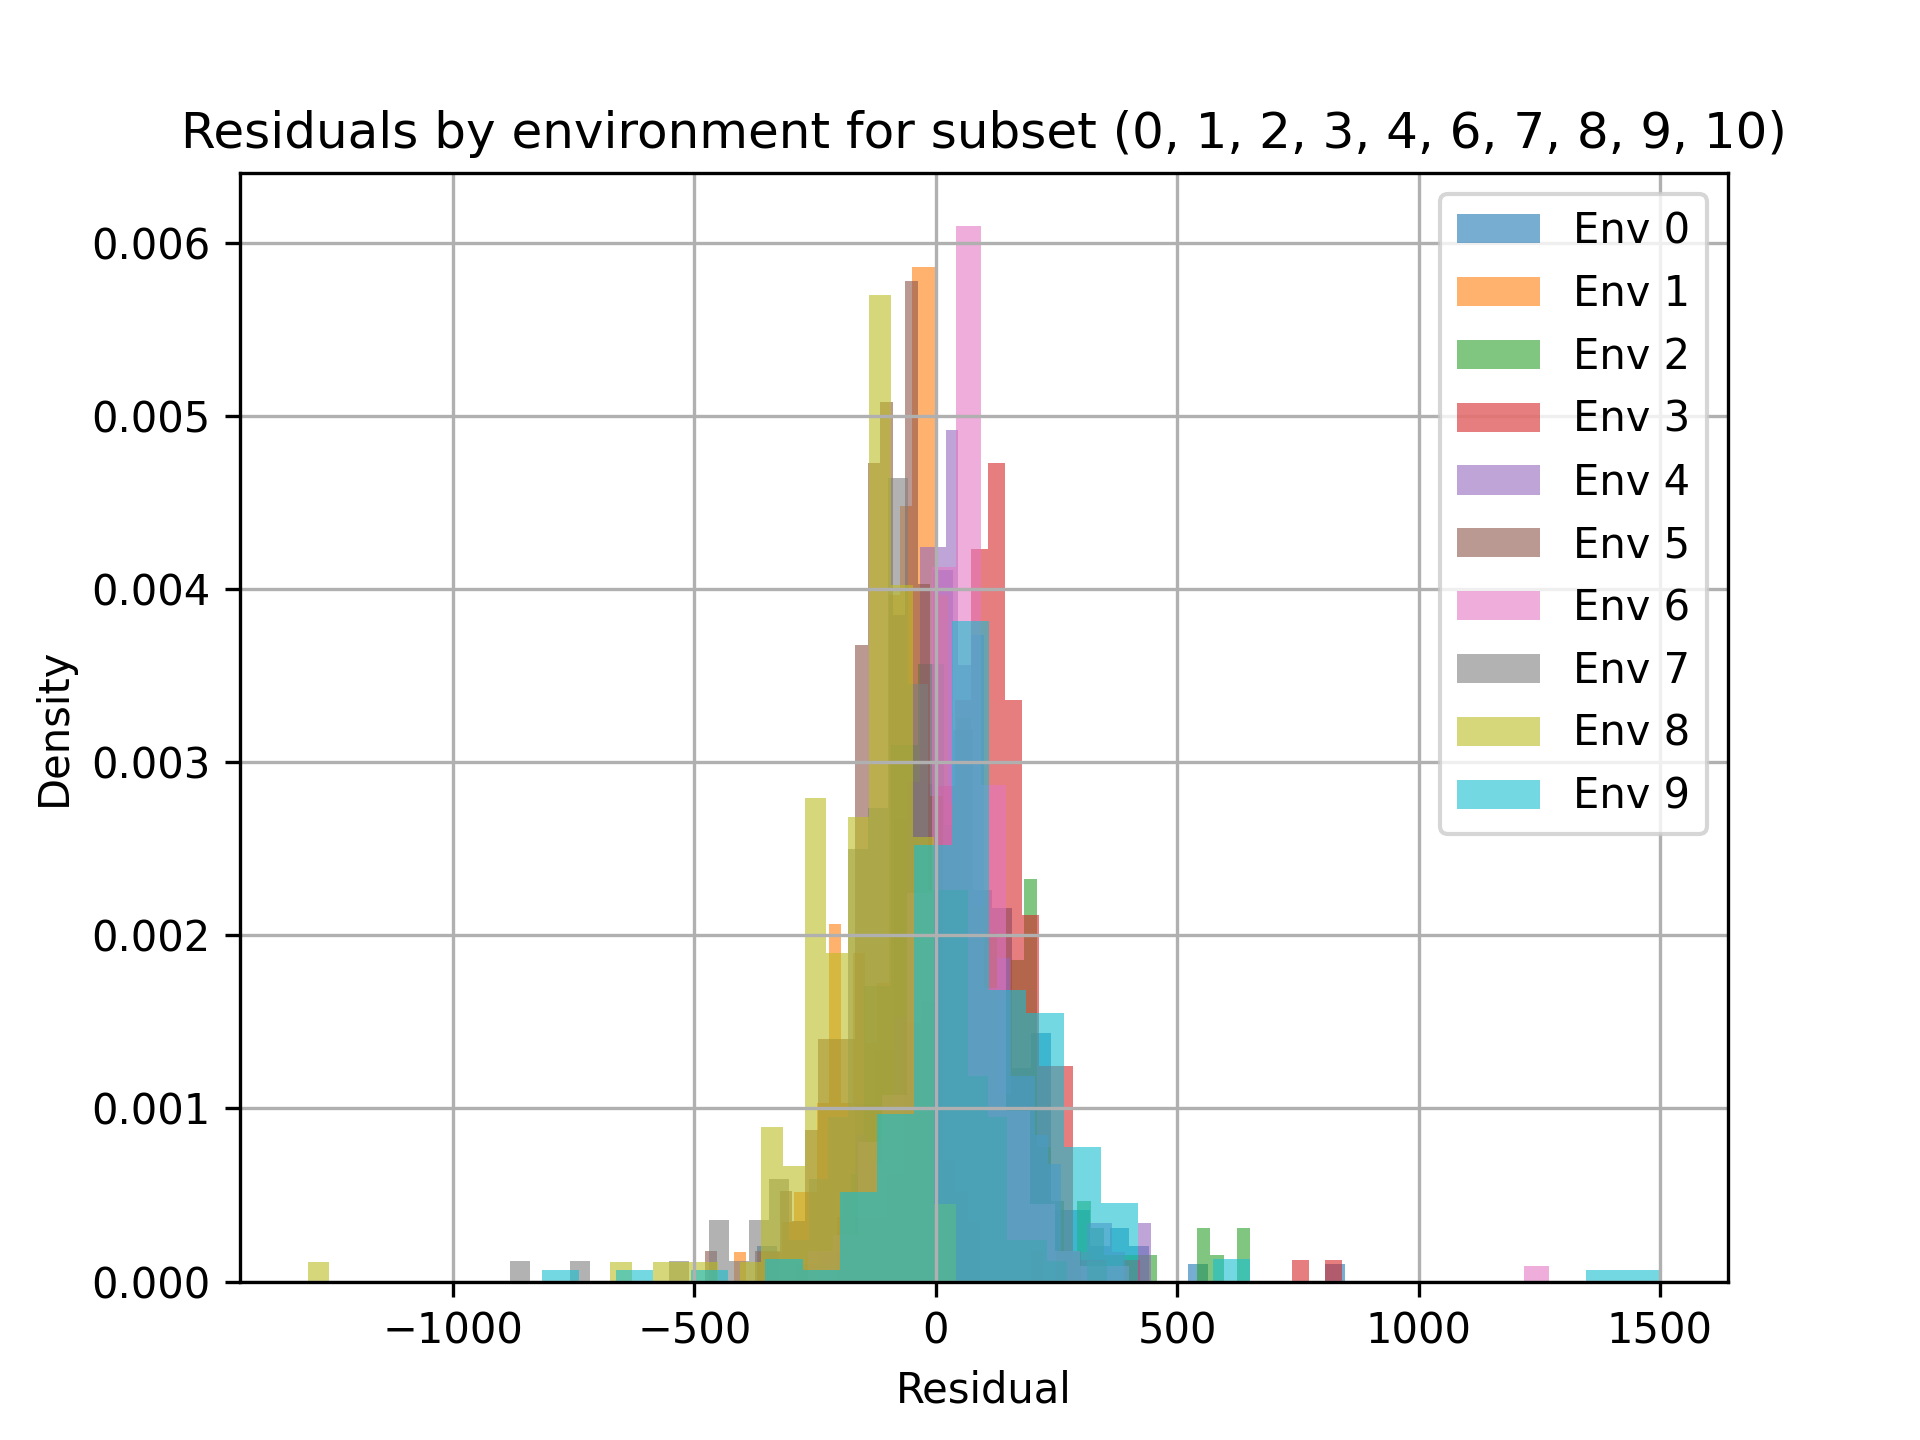 Residuals by environment for subset (0, 1, 2, 3, 4, 6, 7, 8, 9, 10)
Density
0.006
0.005
0.004
0.003
0.002
0.001
0.000
−1000
−500
0
500
1000
1500
Residual
Env 0
Env 1
Env 2
Env 3
Env 4
Env 5
Env 6
Env 7
Env 8
Env 9